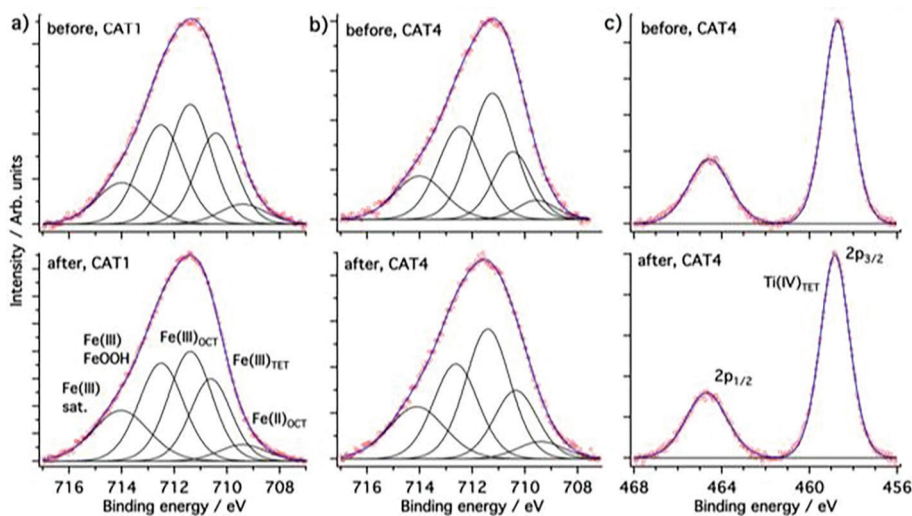 a)
before, CAT1
b)
before, CAT4
c)
before, CAT4
Intensity / Arb. units
after, CAT1
Fe(III)
FeOOH
Fe(III)OCT
Fe(III)TET
Fe(III)
sat.
Fe(II)OCT
716 714 712 710 708
Binding energy / eV
after, CAT4
716 714 712 710 708
Binding energy / eV
after, CAT4
2p3/2
Ti(IV)TET
2p1/2
468 464 460 456
Binding energy / eV